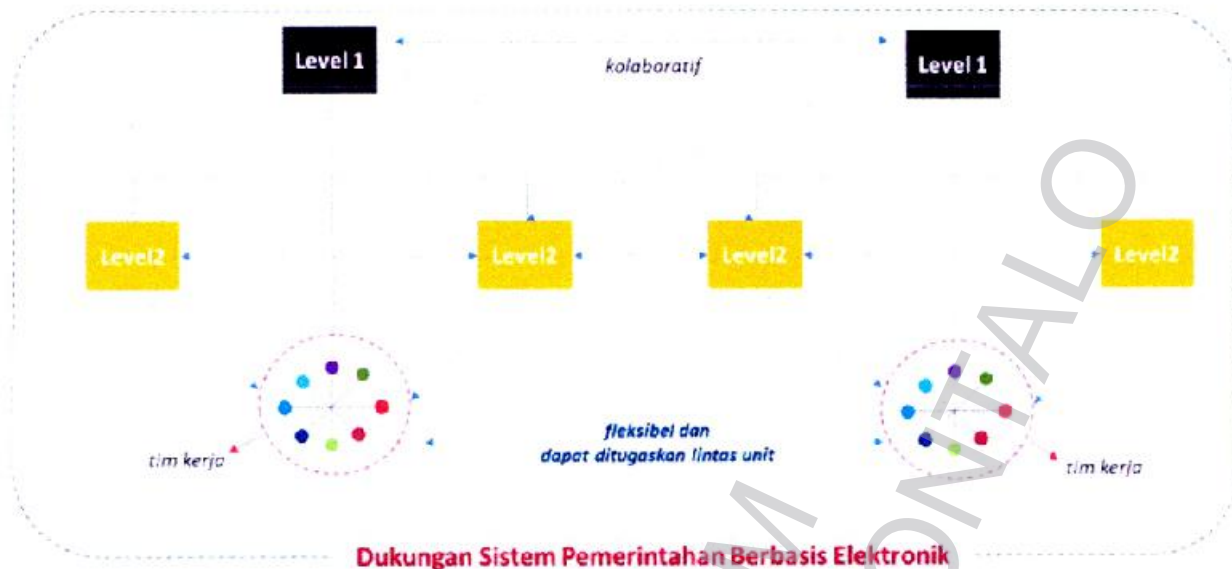 Level 1
Level 1
kolaboratif
Level2
Level2
Level2
Level2
fleksibel dan
dapat ditugaskan lintas unit
tim kerja
tim kerja
Dukungan Sistem Pemerintahan Berbasis Elektronik